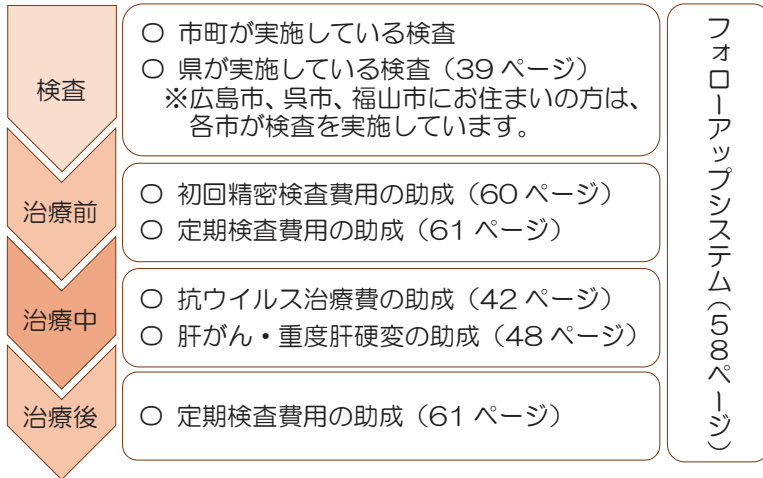 検査
○ 市町が実施している検査
○ 県が実施している検査（39 ページ）
※広島市、呉市、福山市にお住まいの方は、
各市が検査を実施しています。
治療前
○ 初回精密検査費用の助成（60 ページ）
○ 定期検査費用の助成（61 ページ）
治療中
○ 抗ウイルス治療費の助成（42 ページ）
○ 肝がん・重度肝硬変の助成（48 ページ）
治療後
○ 定期検査費用の助成（61 ページ）
フォローアップシステム（58ページ）